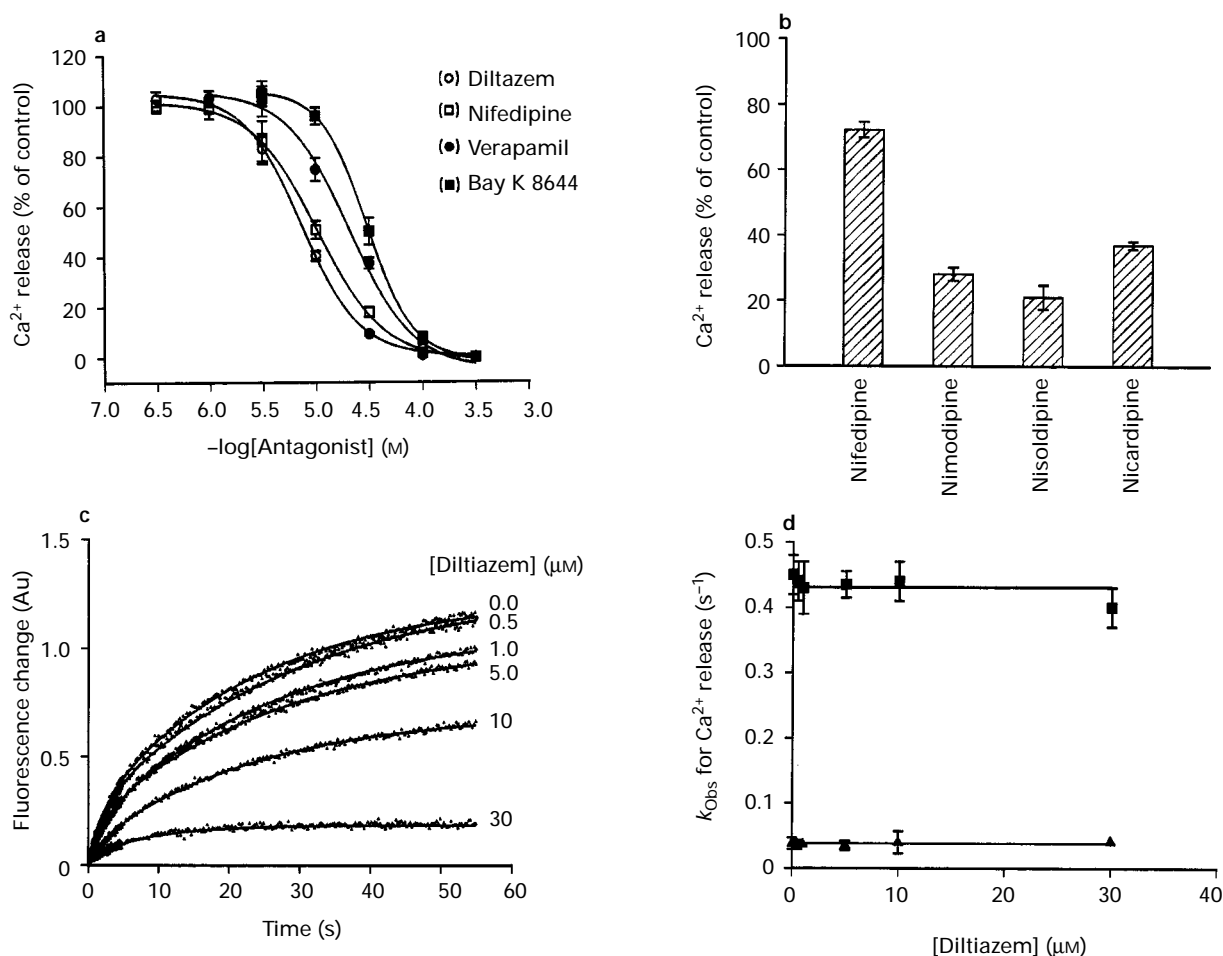 a
120
100
80
60
40
20
0
Ca²⁺ release (% of control)
7.0 6.5 6.0 5.5 5.0 4.5 4.0 3.5 3.0
–log[Antagonist] (M)
Diltazem
Nifedipine
Verapamil
Bay K 8644
b
100
80
60
40
20
0
Ca²⁺ release (% of control)
Nifedipine
Nimodipine
Nisoldipine
Nicardipine
c
1.5
1.0
0.5
0
Fluorescence change (Au)
[Diltiazem] (μM)
0.0
0.5
1.0
5.0
10
30
0 10 20 30 40 50 60
Time (s)
d
0.5
0.4
0.3
0.2
0.1
0
kObs for Ca²⁺ release (s⁻¹)
0 10 20 30 40
[Diltiazem] (μM)